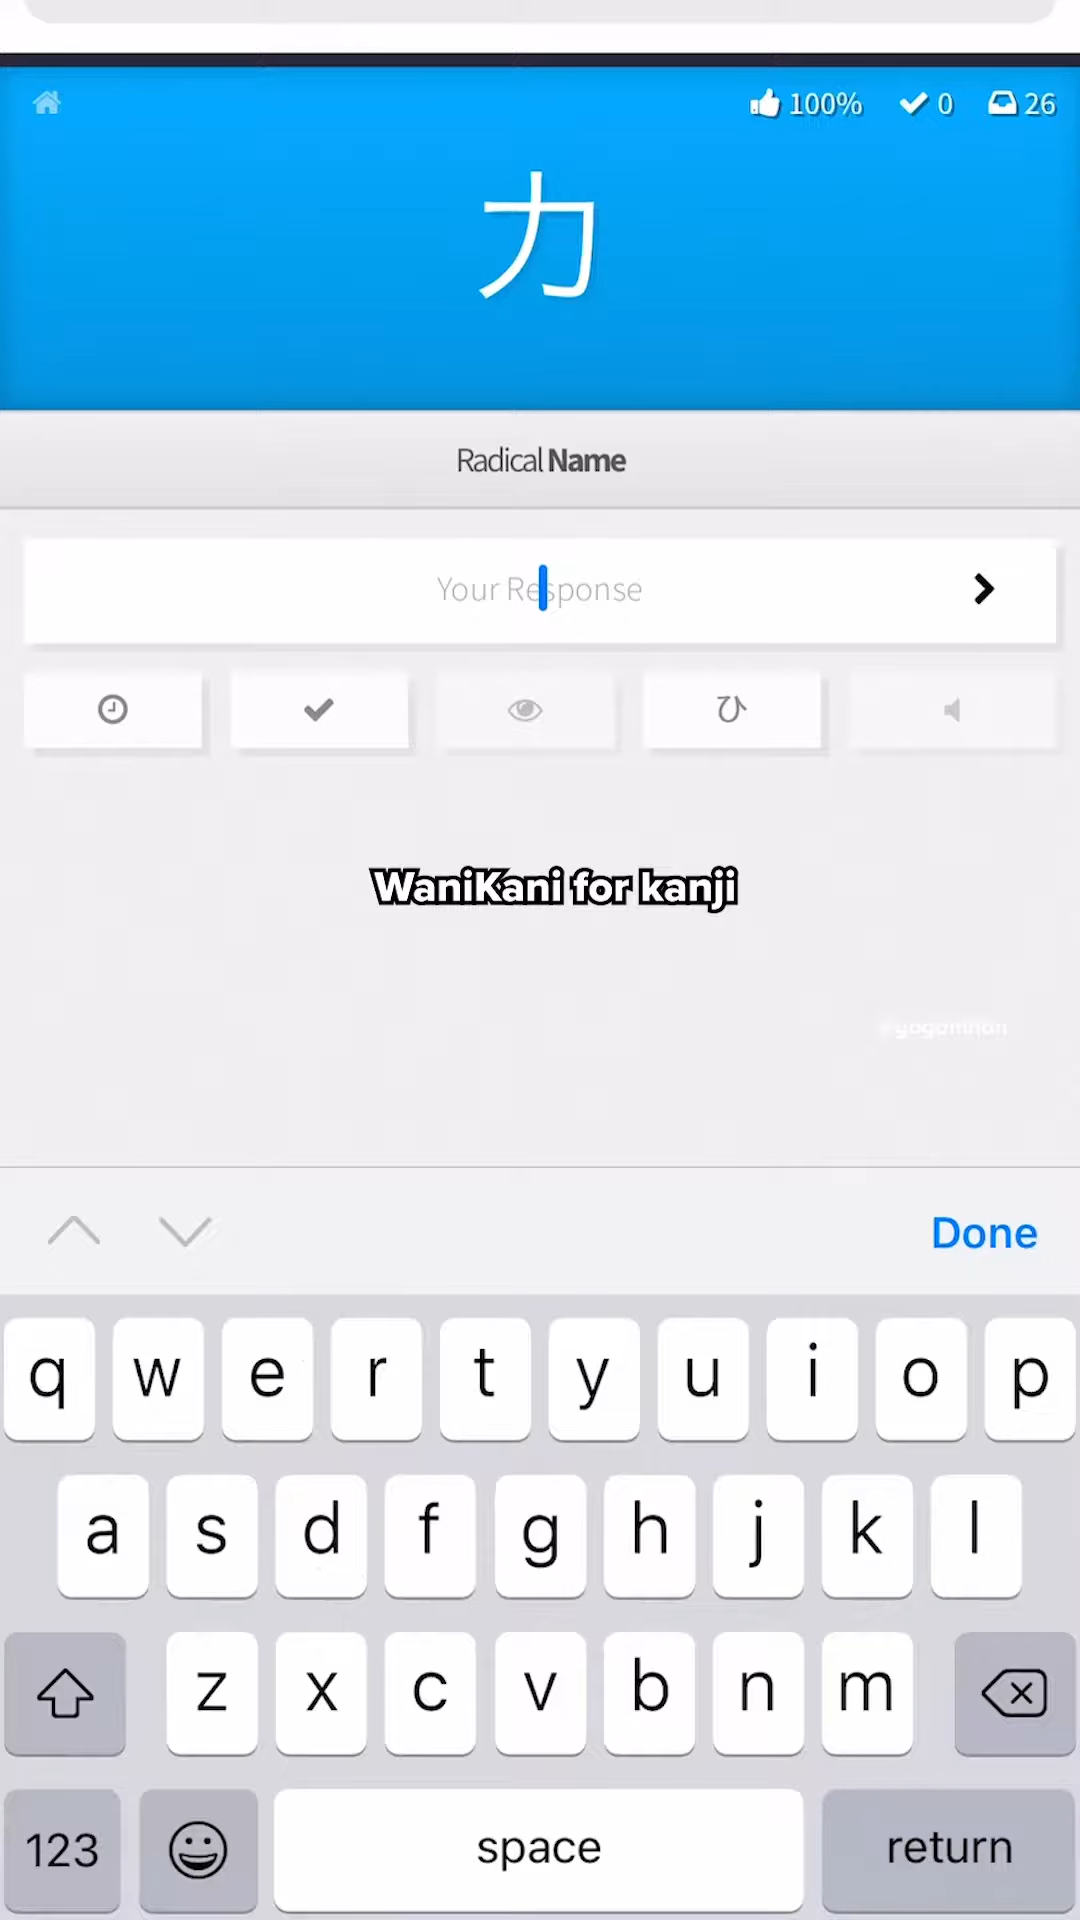 100% 0 26
力
Radical Name
Your Response
ひ
WaniKani for kanji
Done
q w e r t y u i o p
a s d f g h j k l
z x c v b n m
123 space return